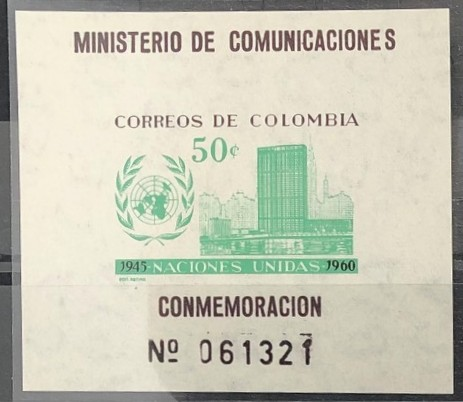 MINISTERIO DE COMUNICACIONES
CORREOS DE COLOMBIA
50¢
1945 NACIONES UNIDAS 1960
CONMEMORACION
Nº 061321